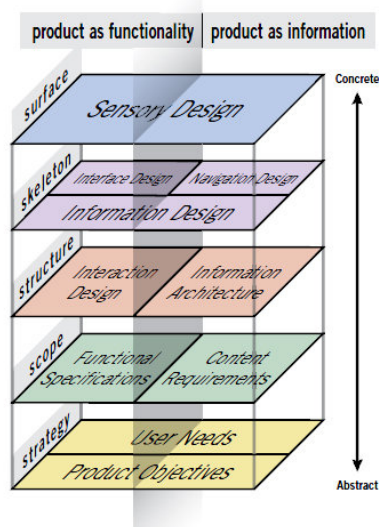 product as functionality
product as information
Concrete
surface
Sensory Design
skeleton
Interface Design
Navigation Design
Information Design
structure
Interaction
Design
Information
Architecture
scope
Functional
Specifications
Content
Requirements
strategy
User Needs
Product Objectives
Abstract